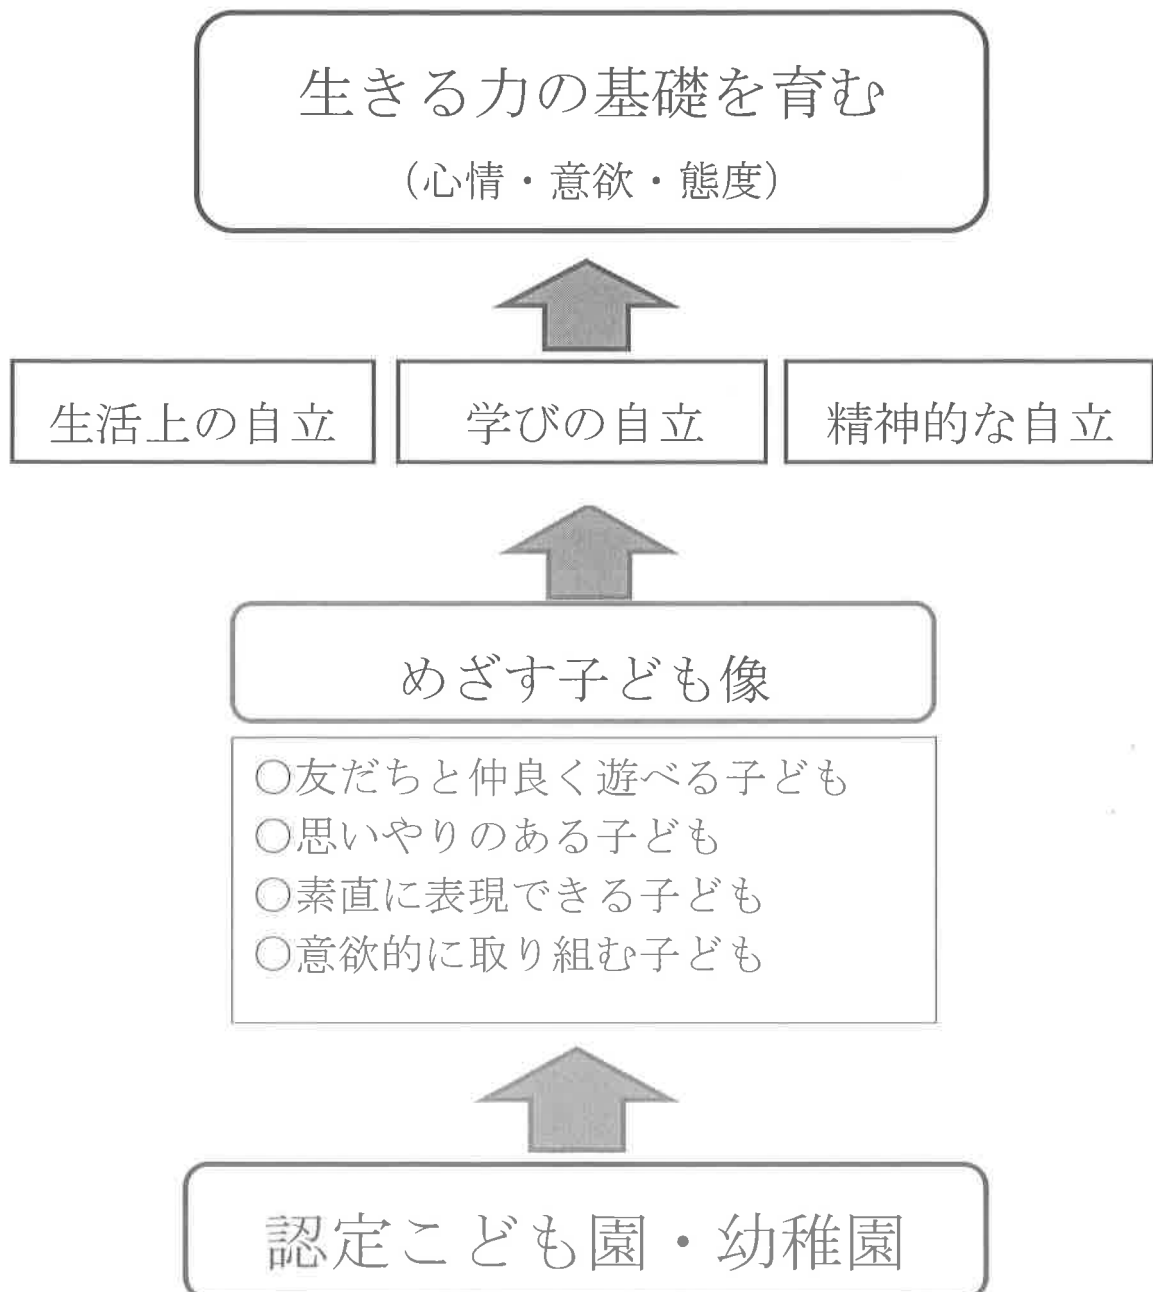 生きる力の基礎を育む
（心情・意欲・態度）
生活上の自立
学びの自立
精神的な自立
めざす子ども像
○友だちと仲良く遊べる子ども
○思いやりのある子ども
○素直に表現できる子ども
○意欲的に取り組む子ども
認定こども園・幼稚園